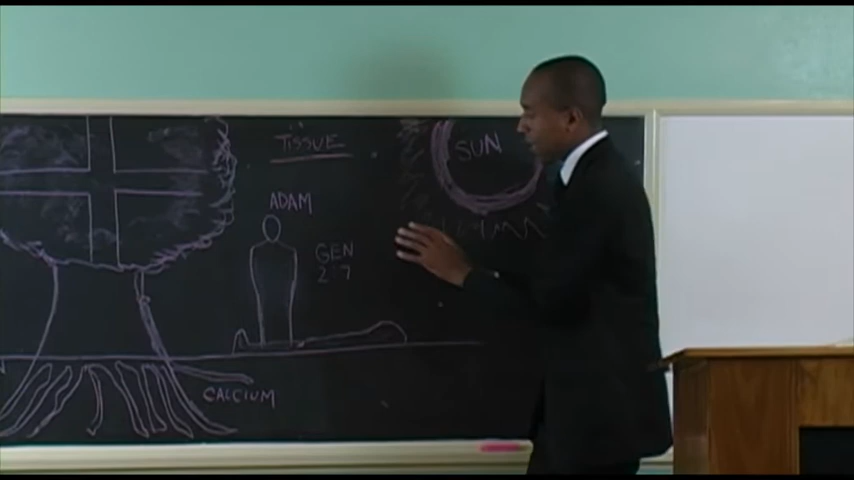 TISSUE
SUN
ADAM
GEN
2:7
CALCIUM